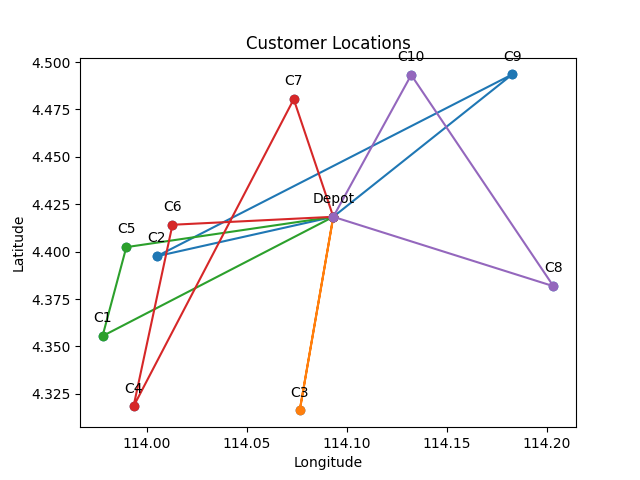 Customer Locations
4.500
4.475
4.450
4.425
4.400
4.375
4.350
4.325
Latitude
C10
C9
C7
Depot
C6
C5
C2
C8
C1
C4
C3
114.00
114.05
114.10
114.15
114.20
Longitude